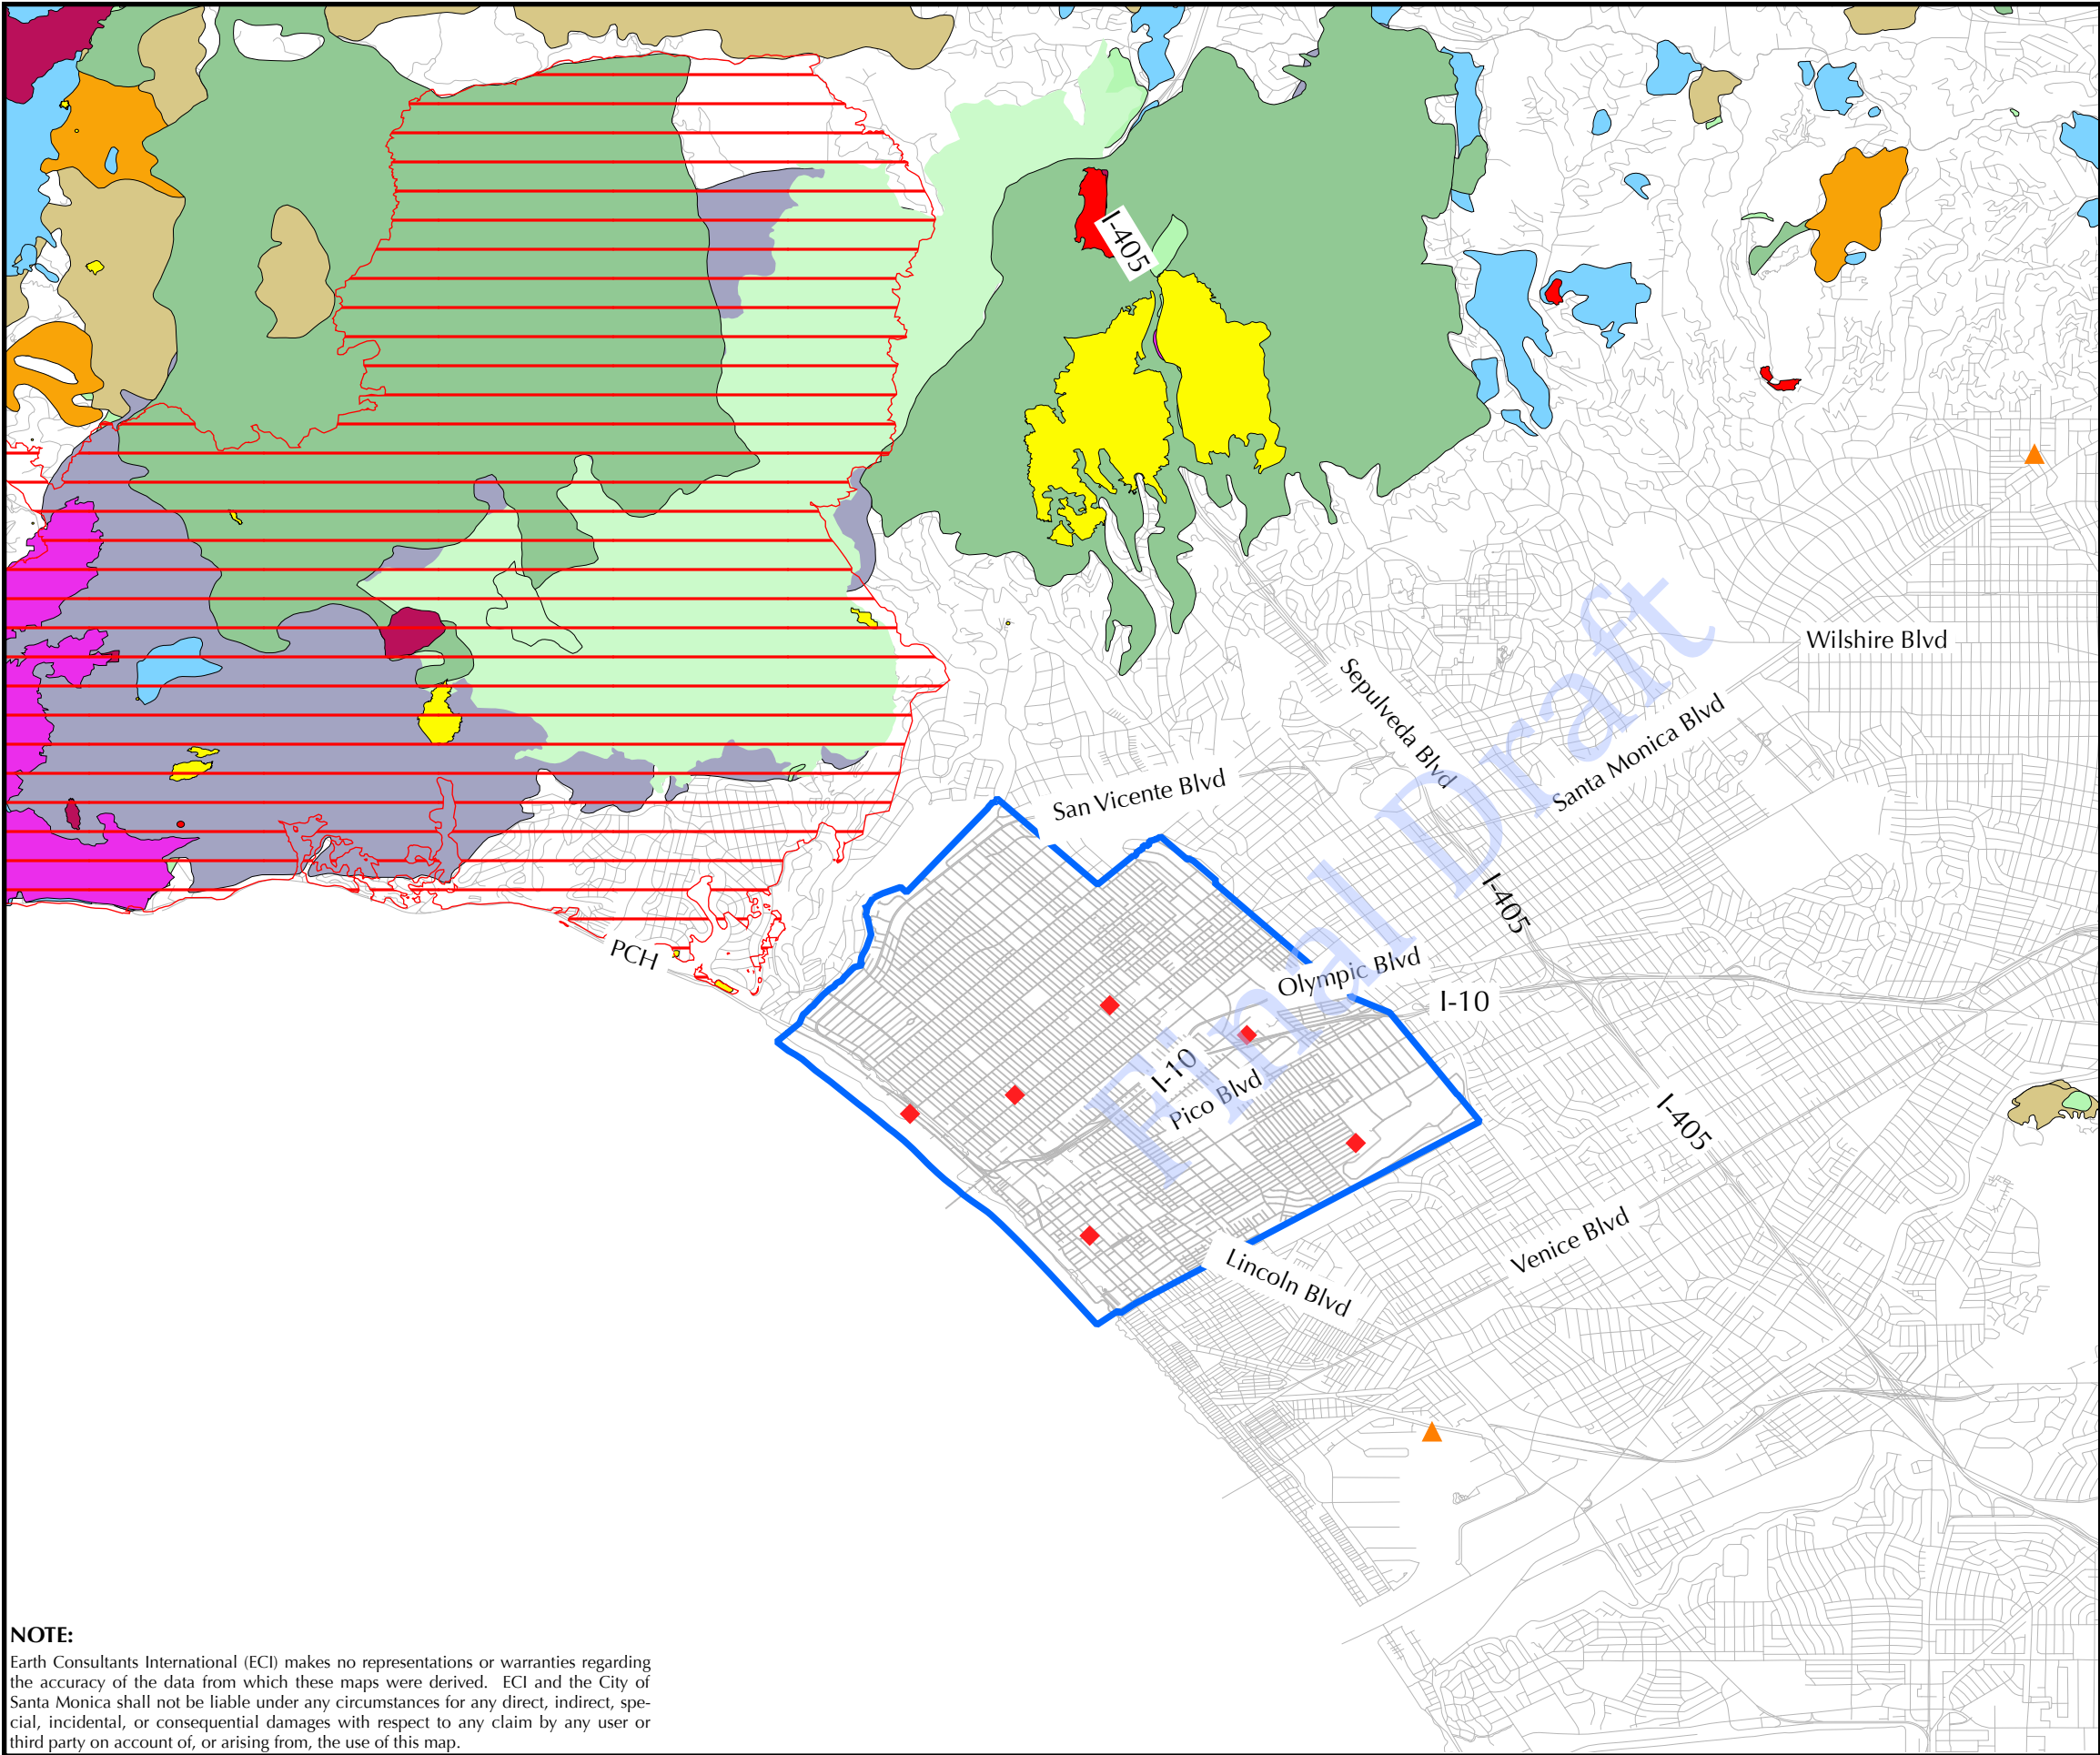 I-405
Wilshire Blvd
Sepulveda Blvd
Santa Monica Blvd
San Vicente Blvd
I-405
PCH
Olympic Blvd
I-10
I-10
Pico Blvd
I-405
Venice Blvd
Lincoln Blvd
Final Draft
NOTE:
Earth Consultants International (ECI) makes no representations or warranties regarding
the accuracy of the data from which these maps were derived. ECI and the City of
Santa Monica shall not be liable under any circumstances for any direct, indirect, spe-
cial, incidental, or consequential damages with respect to any claim by any user or
third party on account of, or arising from, the use of this map.